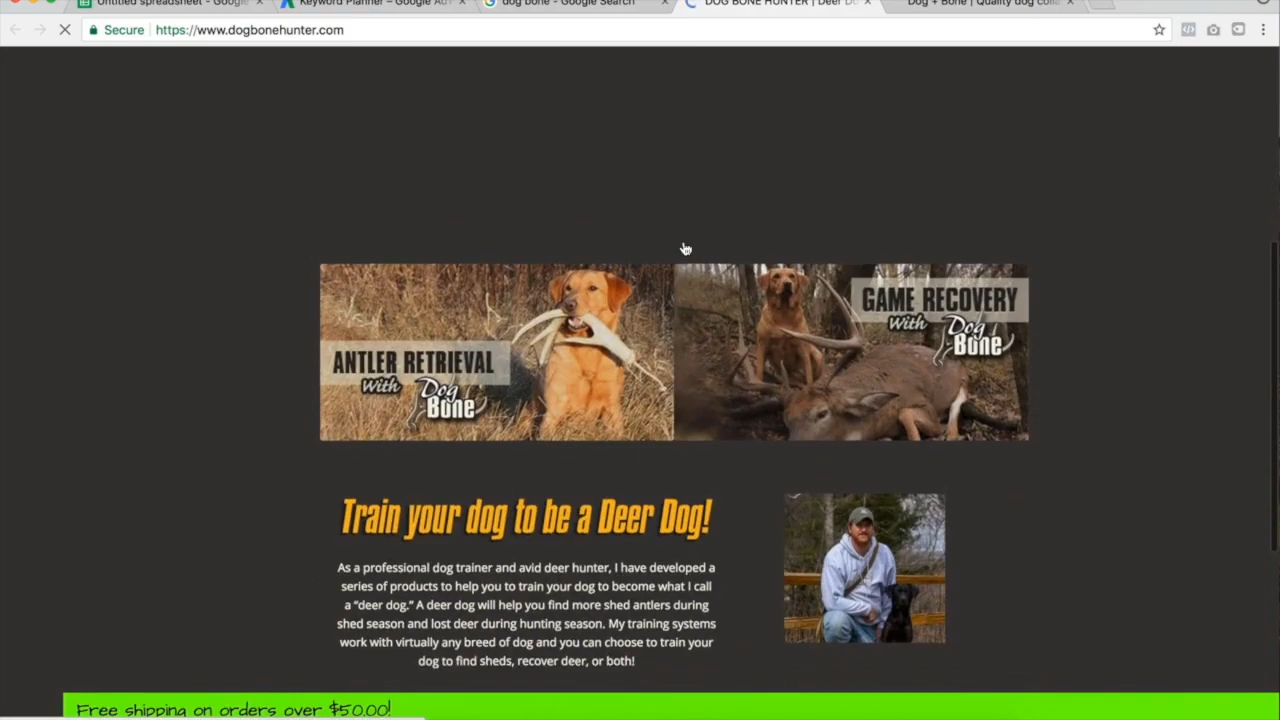 Untitled spreadsheet - Google
Keyword Planner – Google Ad
dog bone - Google Search
DOG BONE HUNTER | Deer Do
Dog + Bone | Quality dog colla
Secure
https://www.dogbonehunter.com
ANTLER RETRIEVAL
With Dog Bone
GAME RECOVERY
With Dog Bone
Train your dog to be a Deer Dog!
As a professional dog trainer and avid deer hunter, I have developed a
series of products to help you to train your dog to become what I call
a “deer dog.” A deer dog will help you find more shed antlers during
shed season and lost deer during hunting season. My training systems
work with virtually any breed of dog and you can choose to train your
dog to find sheds, recover deer, or both!
Free shipping on orders over $50.00!